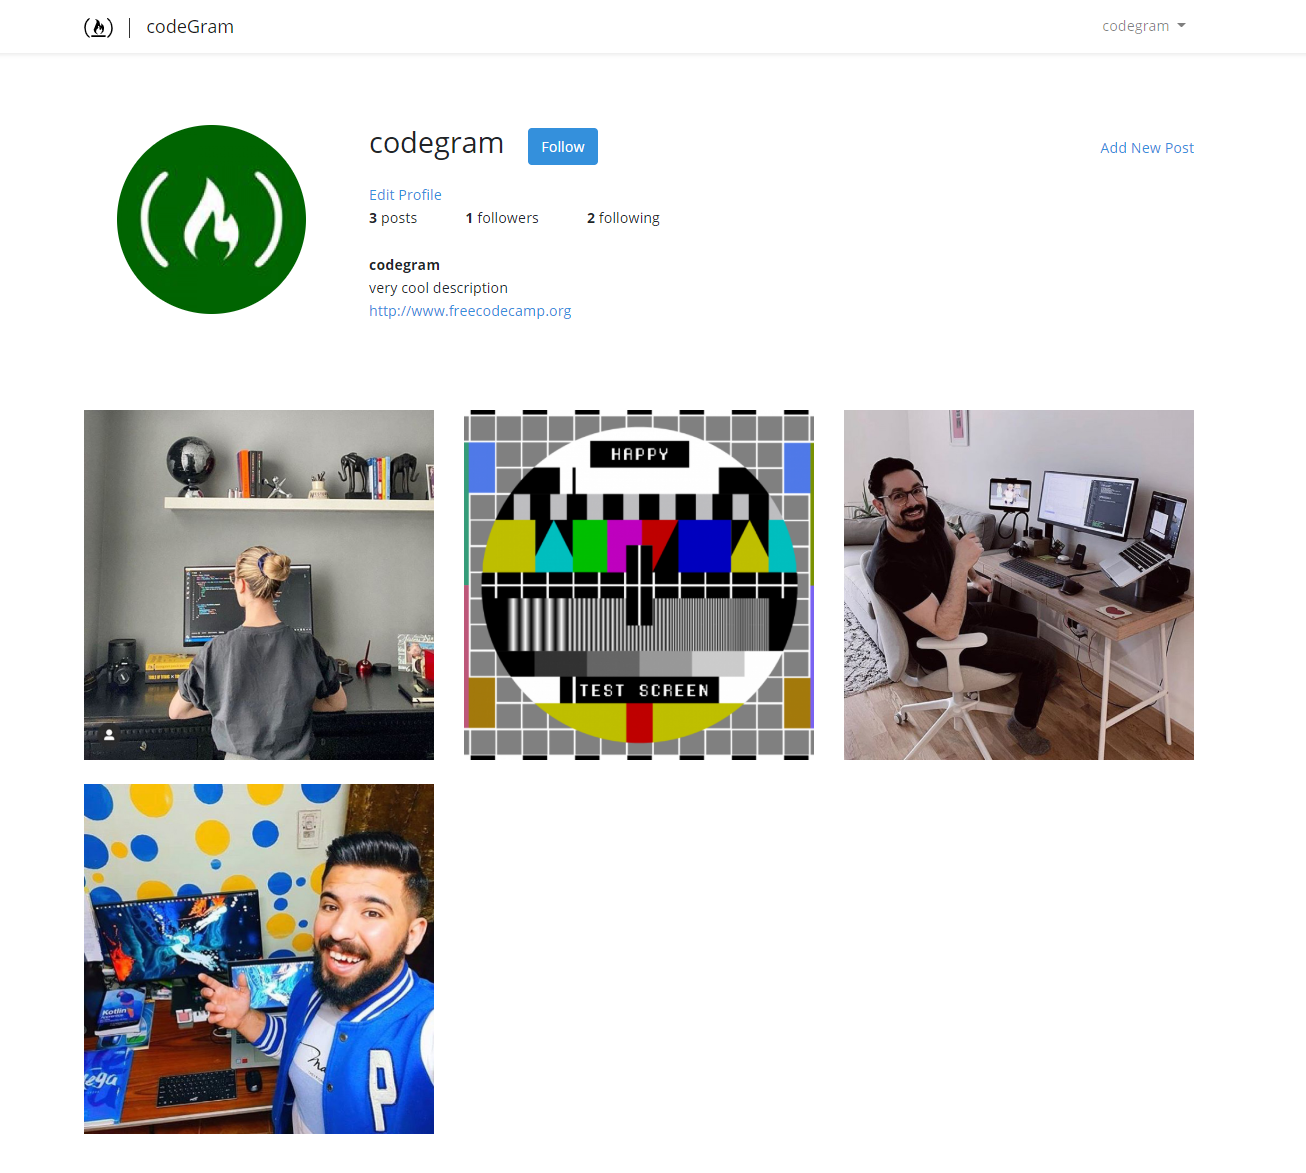 codeGram
codegram
codegram Follow Add New Post
Edit Profile
3 posts 1 followers 2 following
codegram
very cool description
http://www.freecodecamp.org
HAPPY
TEST SCREEN
Kotlin
P